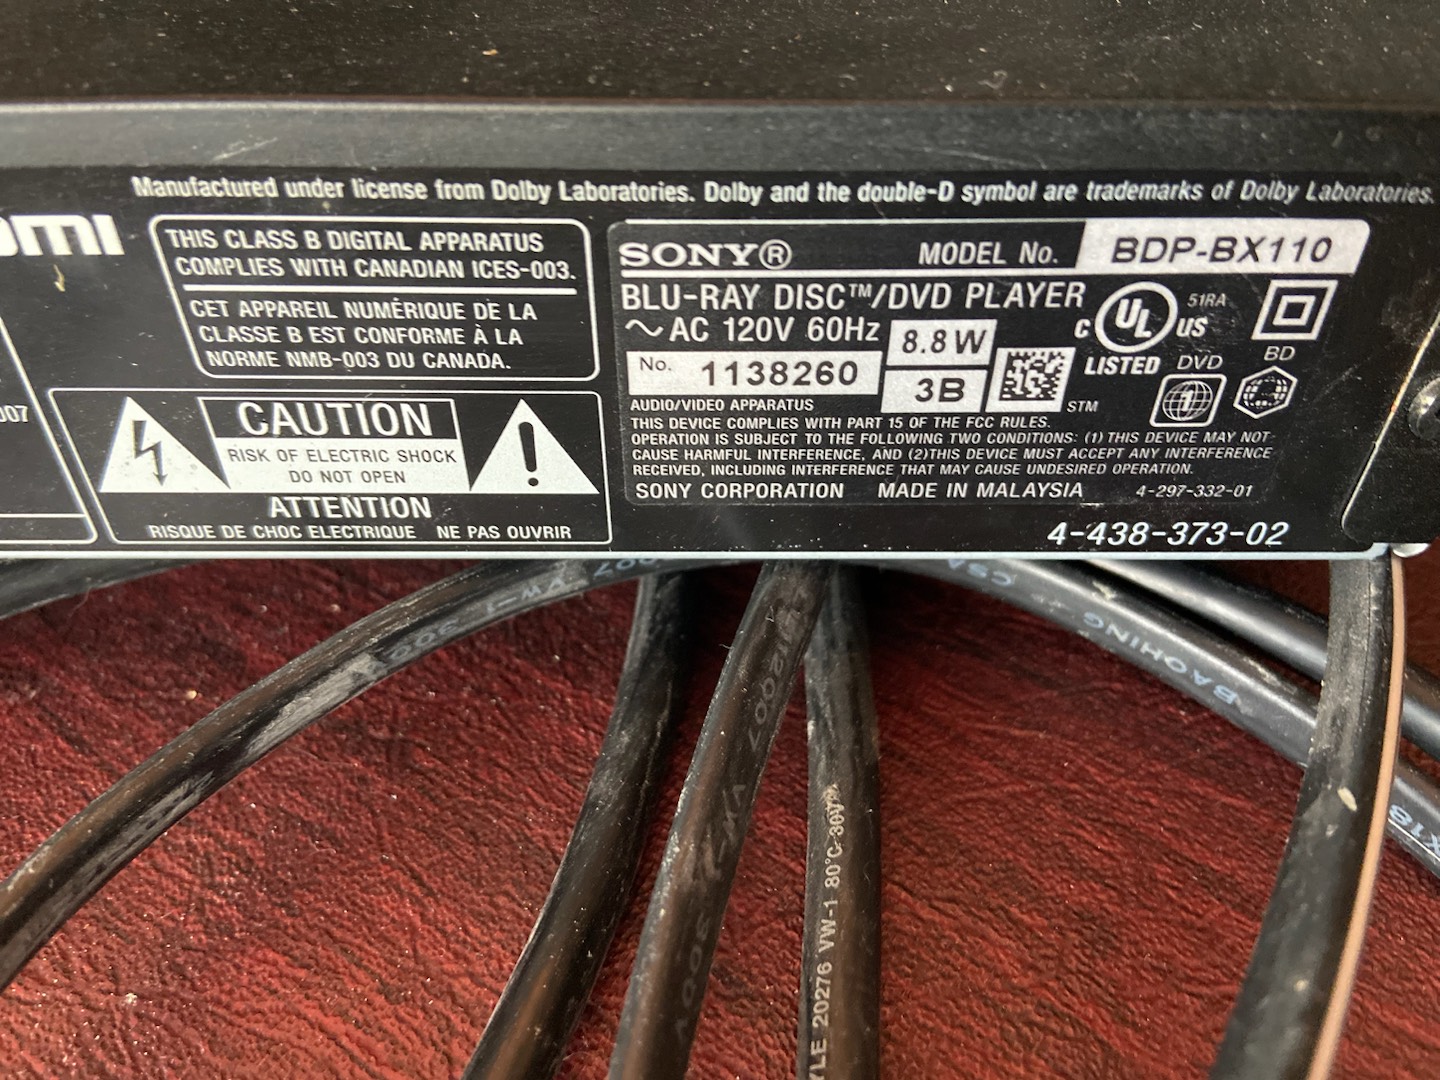 Manufactured under license from Dolby Laboratories. Dolby and the double-D symbol are trademarks of Dolby Laboratories.
THIS CLASS B DIGITAL APPARATUS
COMPLIES WITH CANADIAN ICES-003.
CET APPAREIL NUMÉRIQUE DE LA
CLASSE B EST CONFORME À LA
NORME NMB-003 DU CANADA.
CAUTION
RISK OF ELECTRIC SHOCK
DO NOT OPEN
ATTENTION
RISQUE DE CHOC ELECTRIQUE NE PAS OUVRIR
SONY® MODEL No. BDP-BX110
BLU-RAY DISC™/DVD PLAYER
~ AC 120V 60Hz 8.8W
No. 1138260 3B
C UL US 51RA
LISTED
DVD
1
BD
STM
AUDIO/VIDEO APPARATUS
THIS DEVICE COMPLIES WITH PART 15 OF THE FCC RULES.
OPERATION IS SUBJECT TO THE FOLLOWING TWO CONDITIONS: (1) THIS DEVICE MAY NOT
CAUSE HARMFUL INTERFERENCE, AND (2)THIS DEVICE MUST ACCEPT ANY INTERFERENCE
RECEIVED, INCLUDING INTERFERENCE THAT MAY CAUSE UNDESIRED OPERATION.
SONY CORPORATION MADE IN MALAYSIA 4-297-332-01
4-438-373-02
CSA
BAOHING
20276 VW-1 80°C 30V